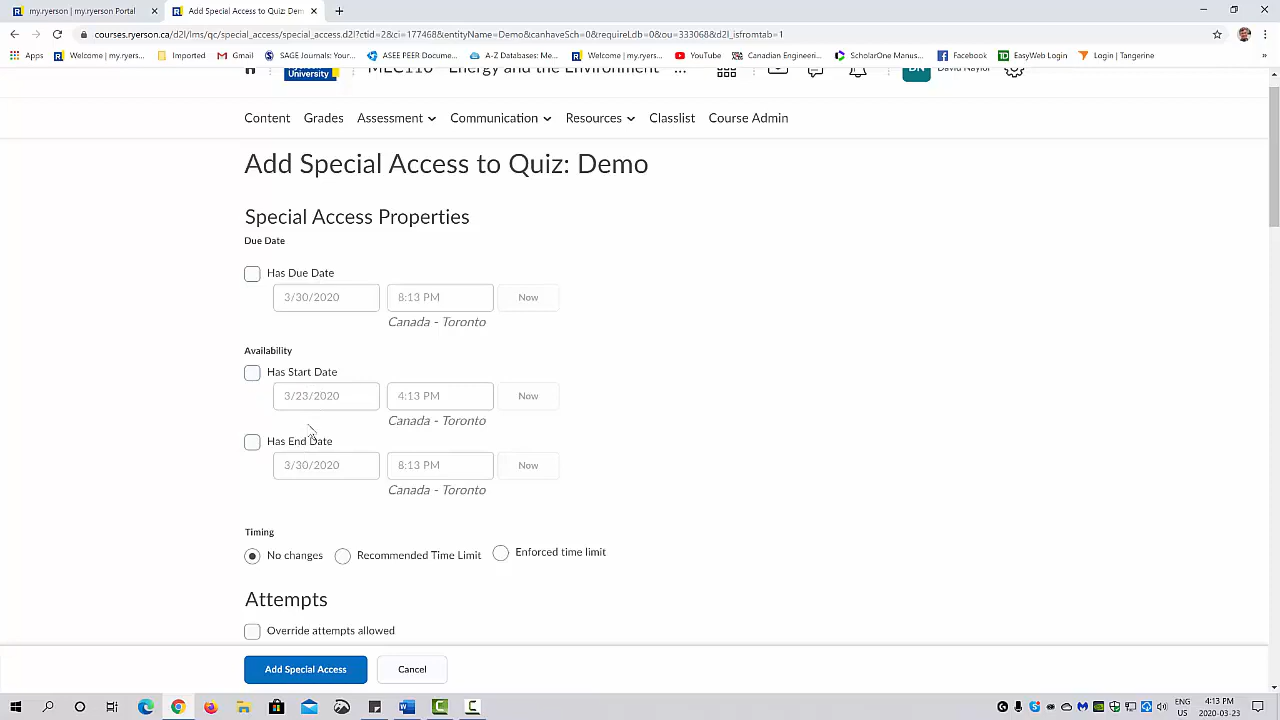 my.ryerson | my.ryerson Portal
Add Special Access to Quiz: Demo
courses.ryerson.ca/d2l/lms/qc/special_access/special_access.d2l?ctid=2&ci=177468&entityName=Demo&canhaveSch=0&requireLdb=0&ou=333068&d2l_isfromtab=1
Apps Welcome | my.ryers... Imported Gmail SAGE Journals: Your... ASEE PEER Docume... A-Z Databases: Me... Welcome | my.ryers... YouTube Canadian Engineeri... ScholarOne Manus... Facebook EasyWeb Login Login | Tangerine »
University MEC116 - Energy and the Environment ... DN David Naylor
Content Grades Assessment Communication Resources Classlist Course Admin
Add Special Access to Quiz: Demo
Special Access Properties
Due Date
Has Due Date
3/30/2020 8:13 PM Now
Canada - Toronto
Availability
Has Start Date
3/23/2020 4:13 PM Now
Canada - Toronto
Has End Date
3/30/2020 8:13 PM Now
Canada - Toronto
Timing
No changes Recommended Time Limit Enforced time limit
Attempts
Override attempts allowed
Add Special Access Cancel
ENG 4:13 PM
US 2020-03-23